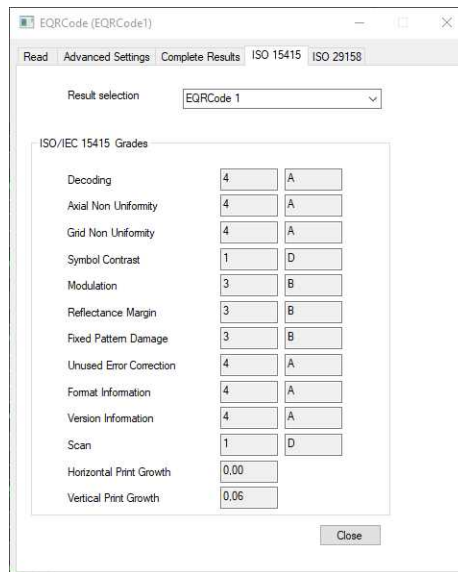 EQRCode (EQRCode1)
Read Advanced Settings Complete Results ISO 15415 ISO 29158
Result selection EQRCode 1
ISO/IEC 15415 Grades
Decoding 4 A
Axial Non Uniformity 4 A
Grid Non Uniformity 4 A
Symbol Contrast 1 D
Modulation 3 B
Reflectance Margin 3 B
Fixed Pattern Damage 3 B
Unused Error Correction 4 A
Format Information 4 A
Version Information 4 A
Scan 1 D
Horizontal Print Growth 0,00
Vertical Print Growth 0,06
Close